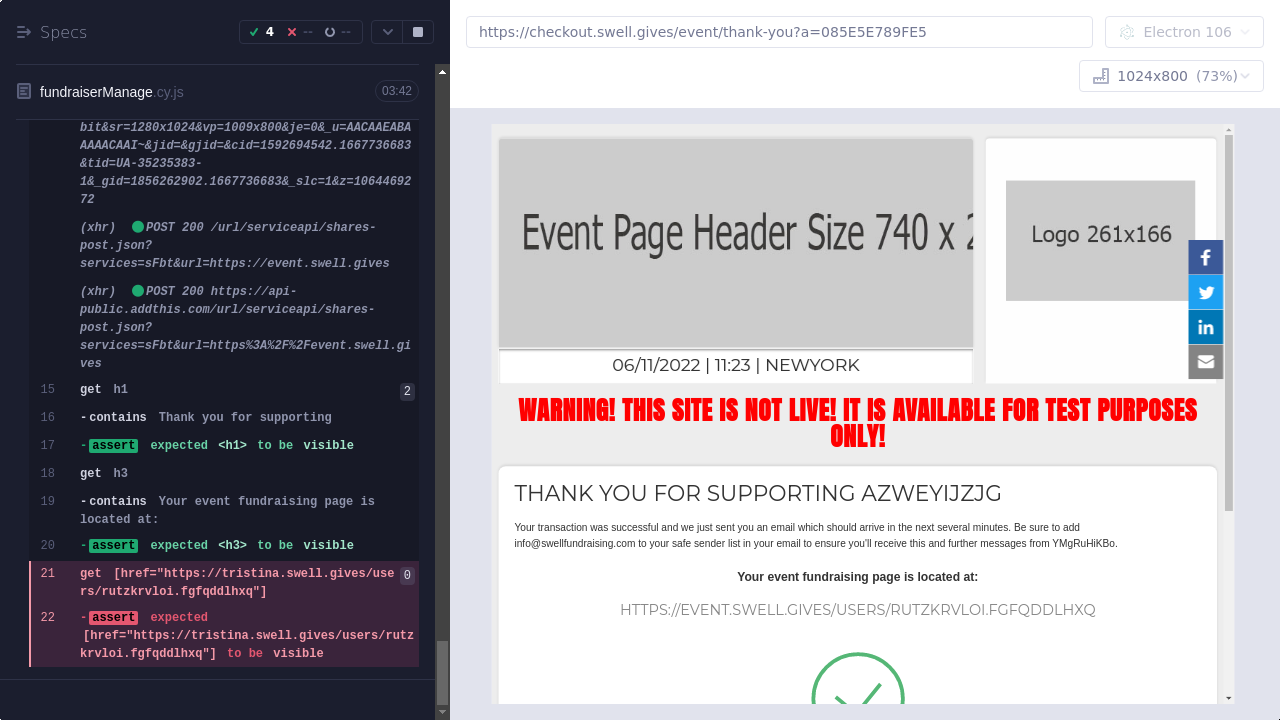 Specs
4
--
--
https://checkout.swell.gives/event/thank-you?a=085E5E789FE5
Electron 106
1024x800 (73%)
fundraiserManage.cy.js
03:42
bit&sr=1280x1024&vp=1009x800&je=0&_u=AACAAEABA
AAAACAAI~&jid=&gjid=&cid=1592694542.1667736683
&tid=UA-35235383-
1&_gid=1856262902.1667736683&_slc=1&z=10644692
72
(xhr) POST 200 /url/serviceapi/shares-
post.json?
services=sFbt&url=https://event.swell.gives
(xhr) POST 200 https://api-
public.addthis.com/url/serviceapi/shares-
post.json?
services=sFbt&url=https%3A%2F%2Fevent.swell.gi
ves
15 get h1 2
16 -contains Thank you for supporting
17 -assert expected <h1> to be visible
18 get h3
19 -contains Your event fundraising page is
located at:
20 -assert expected <h3> to be visible
21 get [href="https://tristina.swell.gives/use 0
rs/rutzkrvloi.fgfqddlhxq"]
22 -assert expected
[href="https://tristina.swell.gives/users/rutz
krvloi.fgfqddlhxq"] to be visible
Event Page Header Size 740 x
Logo 261x166
06/11/2022 | 11:23 | NEWYORK
WARNING! THIS SITE IS NOT LIVE! IT IS AVAILABLE FOR TEST PURPOSES
ONLY!
THANK YOU FOR SUPPORTING AZWEYIJZJG
Your transaction was successful and we just sent you an email which should arrive in the next several minutes. Be sure to add
info@swellfundraising.com to your safe sender list in your email to ensure you'll receive this and further messages from YMgRuHiKBo.
Your event fundraising page is located at:
HTTPS://EVENT.SWELL.GIVES/USERS/RUTZKRVLOI.FGFQDDLHXQ